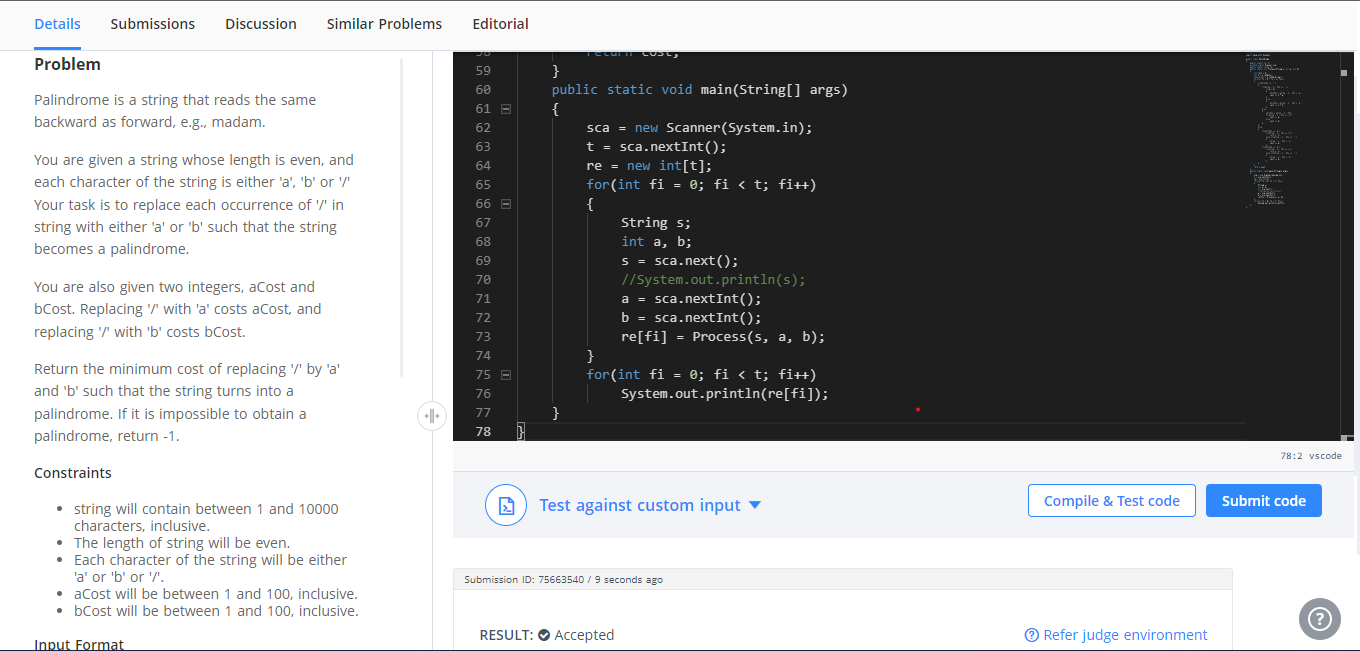 Details Submissions Discussion Similar Problems Editorial
Problem
Palindrome is a string that reads the same
backward as forward, e.g., madam.
You are given a string whose length is even, and
each character of the string is either 'a', 'b' or '/'
Your task is to replace each occurrence of '/' in
string with either 'a' or 'b' such that the string
becomes a palindrome.
You are also given two integers, aCost and
bCost. Replacing '/' with 'a' costs aCost, and
replacing '/' with 'b' costs bCost.
Return the minimum cost of replacing '/' by 'a'
and 'b' such that the string turns into a
palindrome. If it is impossible to obtain a
palindrome, return -1.
Constraints
• string will contain between 1 and 10000
characters, inclusive.
• The length of string will be even.
• Each character of the string will be either
'a' or 'b' or '/'.
• aCost will be between 1 and 100, inclusive.
• bCost will be between 1 and 100, inclusive.
Input Format
58 return cost;
59 }
60 public static void main(String[] args)
61 {
62 sca = new Scanner(System.in);
63 t = sca.nextInt();
64 re = new int[t];
65 for(int fi = 0; fi < t; fi++)
66 {
67 String s;
68 int a, b;
69 s = sca.next();
70 //System.out.println(s);
71 a = sca.nextInt();
72 b = sca.nextInt();
73 re[fi] = Process(s, a, b);
74 }
75 for(int fi = 0; fi < t; fi++)
76 System.out.println(re[fi]);
77 }
78 }
78:2 vscode
Test against custom input Compile & Test code Submit code
Submission ID: 75663540 / 9 seconds ago
RESULT: Accepted ? Refer judge environment
?